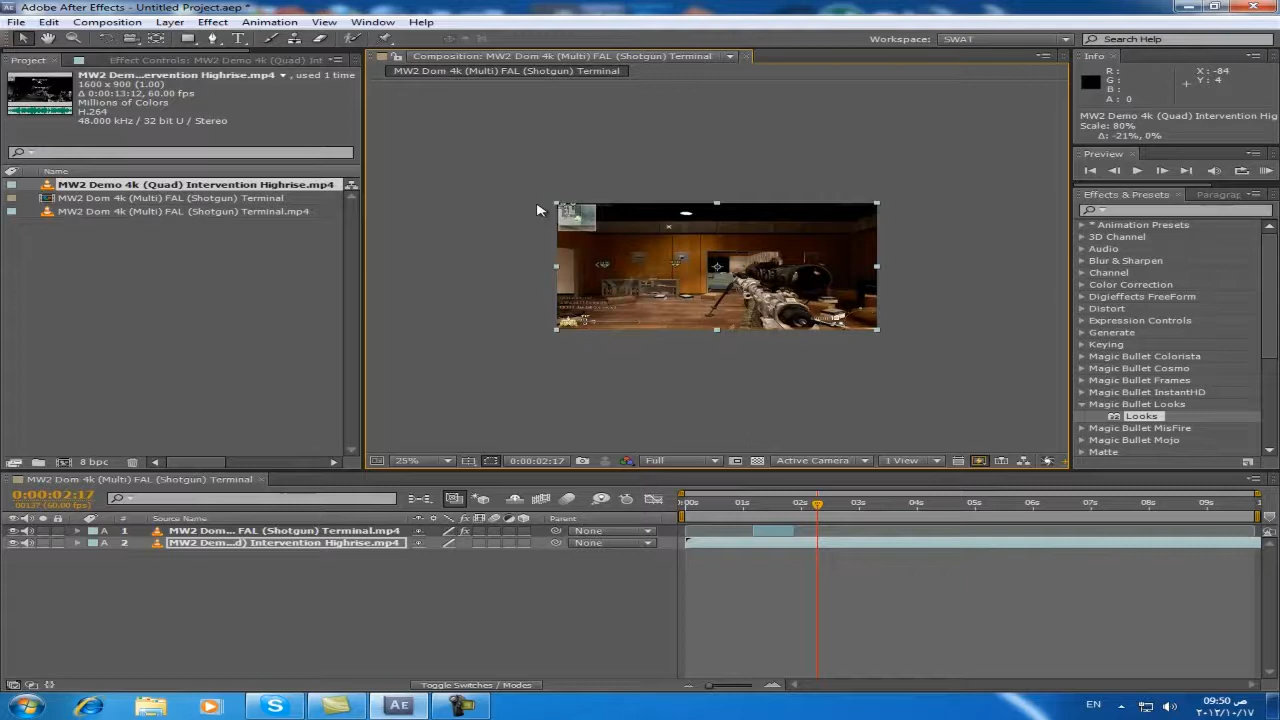 Adobe After Effects - Untitled Project.aep *
File Edit Composition Layer Effect Animation View Window Help
Workspace: SWAT
Search Help
Project
Effect Controls: MW2 Demo 4k (Quad) Int
MW2 Dem...ervention Highrise.mp4 , used 1 time
1600 x 900 (1.00)
Δ 0:00:13:12, 60.00 fps
Millions of Colors
H.264
48.000 kHz / 32 bit U / Stereo
Name
MW2 Demo 4k (Quad) Intervention Highrise.mp4
MW2 Dom 4k (Multi) FAL (Shotgun) Terminal
MW2 Dom 4k (Multi) FAL (Shotgun) Terminal.mp4
8 bpc
Composition: MW2 Dom 4k (Multi) FAL (Shotgun) Terminal
MW2 Dom 4k (Multi) FAL (Shotgun) Terminal
25%
0:00:02:17
Full
Active Camera
1 View
Info
R :
G :
B :
A : 0
X : -84
Y : 4
MW2 Demo 4k (Quad) Intervention Hig
Scale: 80%
Δ: -21%, 0%
Preview
Effects & Presets
Paragrap
* Animation Presets
3D Channel
Audio
Blur & Sharpen
Channel
Color Correction
Digieffects FreeForm
Distort
Expression Controls
Generate
Keying
Magic Bullet Colorista
Magic Bullet Cosmo
Magic Bullet Frames
Magic Bullet InstantHD
Magic Bullet Looks
Looks
Magic Bullet MisFire
Magic Bullet Mojo
Matte
MW2 Dom 4k (Multi) FAL (Shotgun) Terminal
0:00:02:17
00137 (60.00 fps)
# Source Name
Parent
1 MW2 Dom... FAL (Shotgun) Terminal.mp4
None
2 MW2 Dem...d) Intervention Highrise.mp4
None
:00s 01s 02s 03s 04s 05s 06s 07s 08s 09s
Toggle Switches / Modes
EN
09:50 ص
٢٠١٢/١٠/١٧